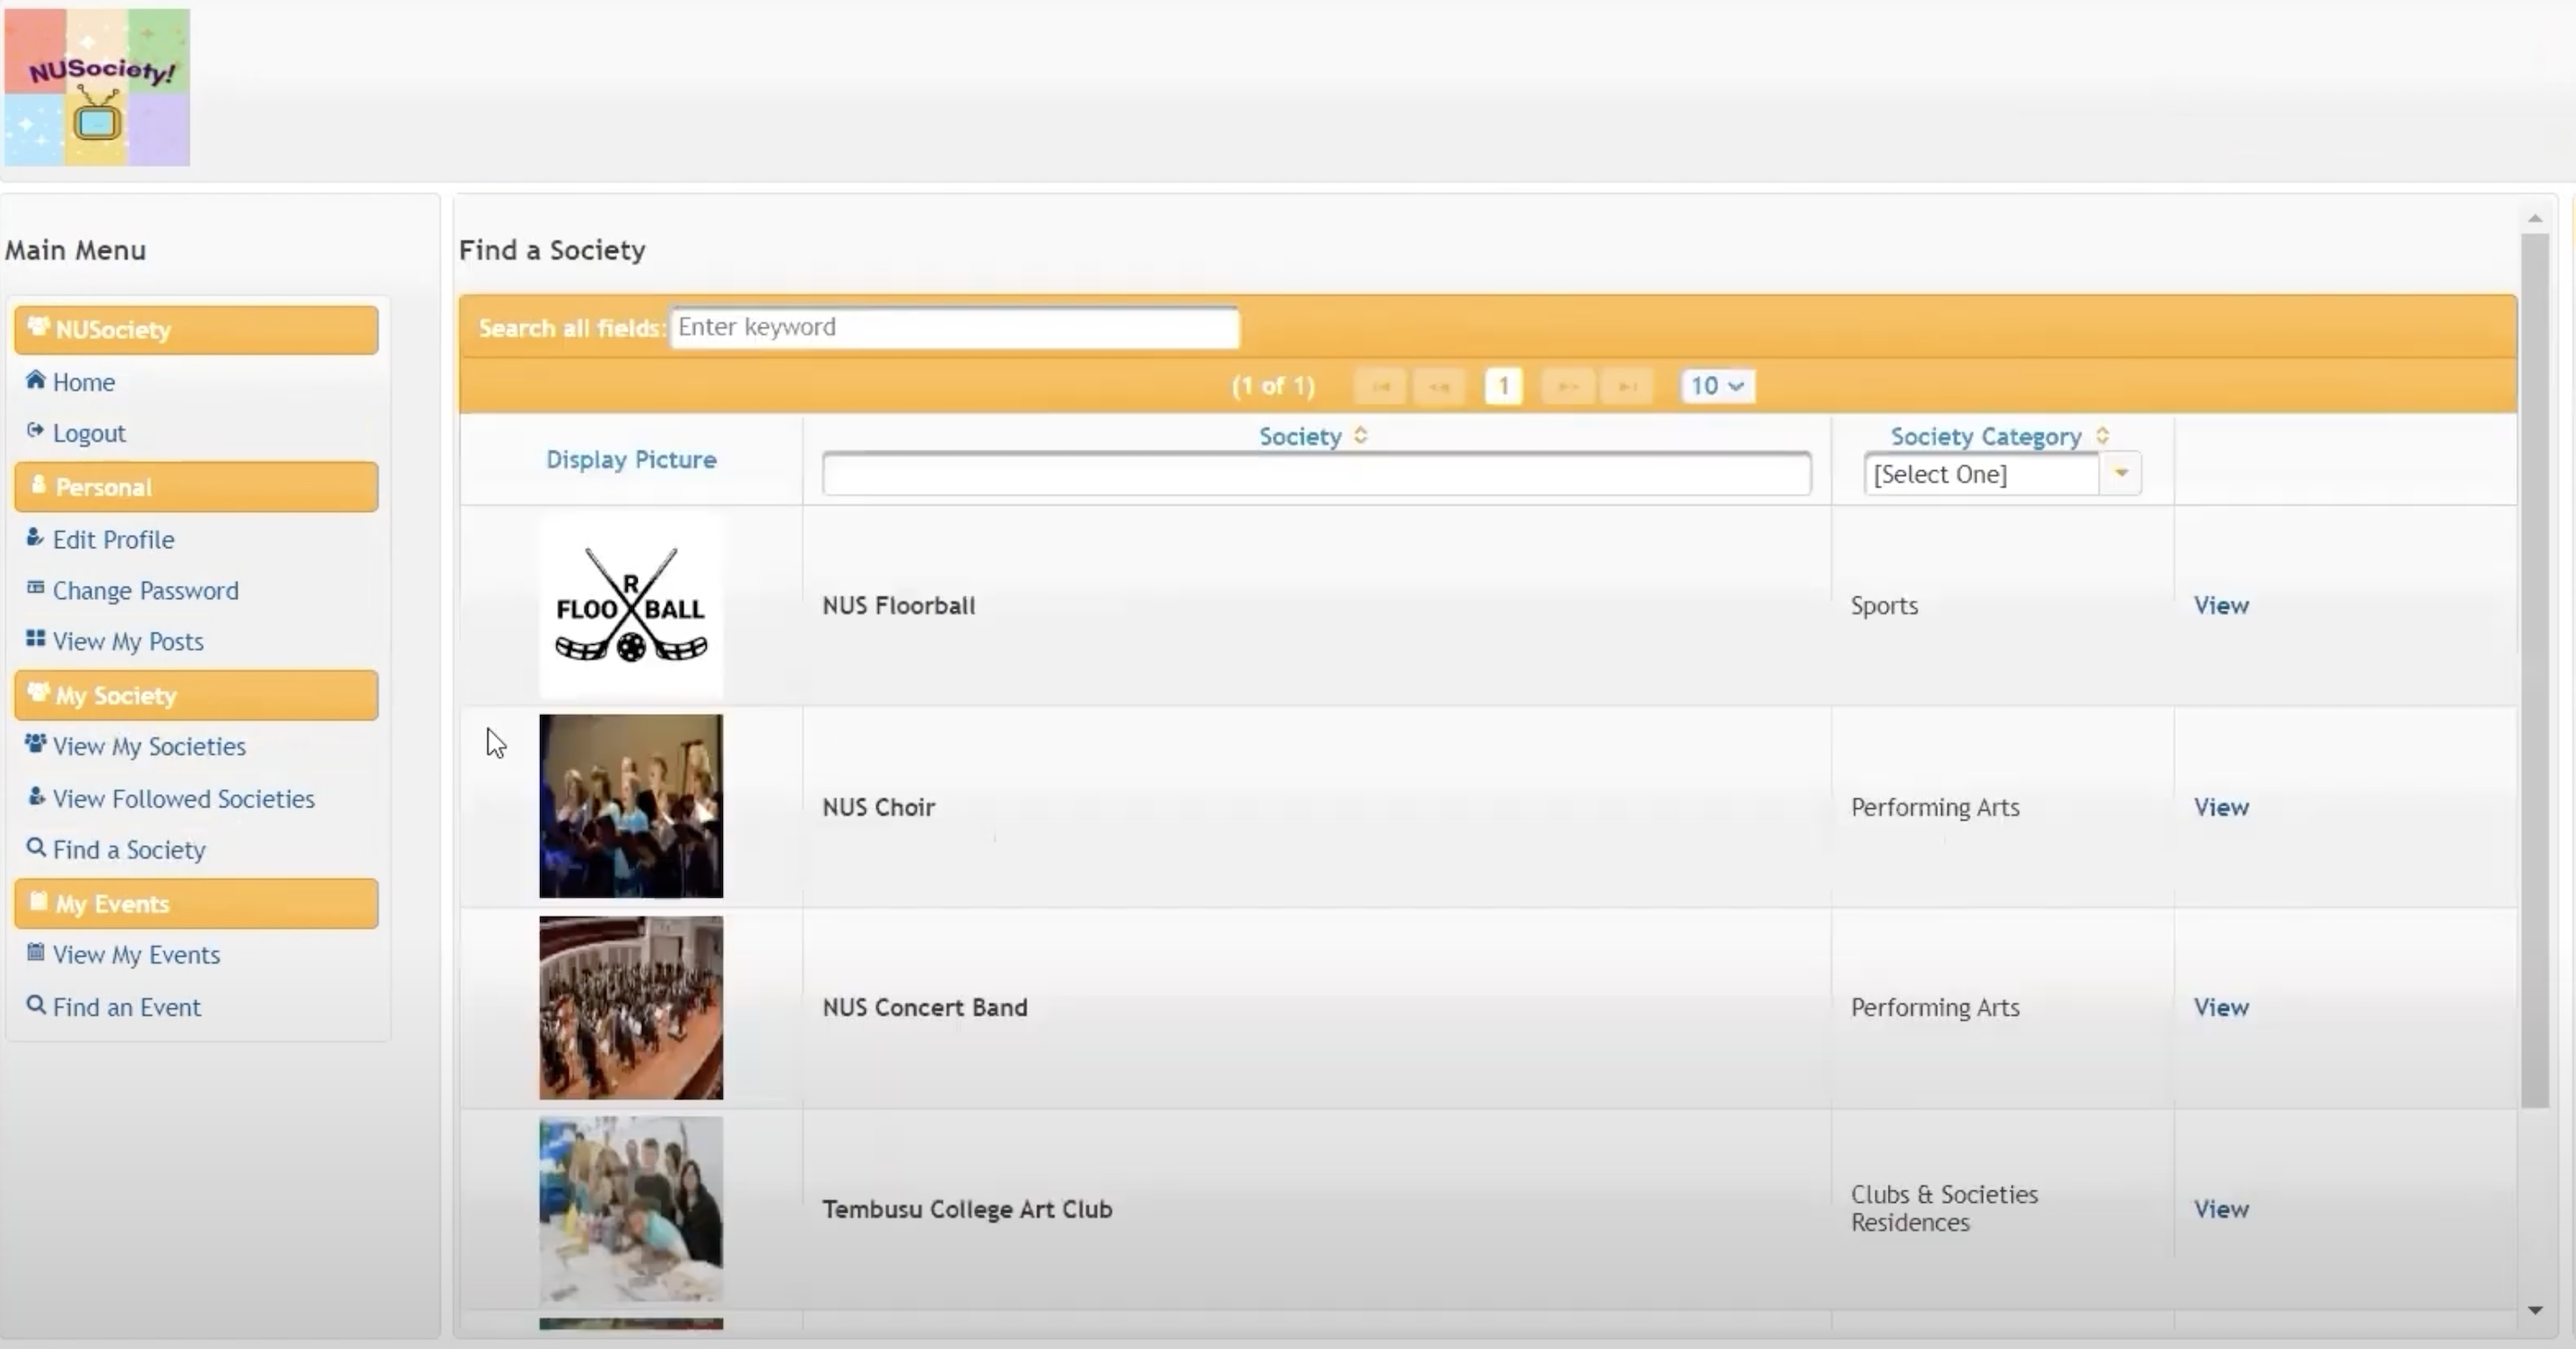 NUSociety!
Main Menu
NUSociety
Home
Logout
Personal
Edit Profile
Change Password
View My Posts
My Society
View My Societies
View Followed Societies
Find a Society
My Events
View My Events
Find an Event
Find a Society
Search all fields: Enter keyword
(1 of 1) 1 10
Display Picture Society Society Category
[Select One]
FLOORBALL NUS Floorball Sports View
NUS Choir Performing Arts View
NUS Concert Band Performing Arts View
Tembusu College Art Club Clubs & Societies Residences View